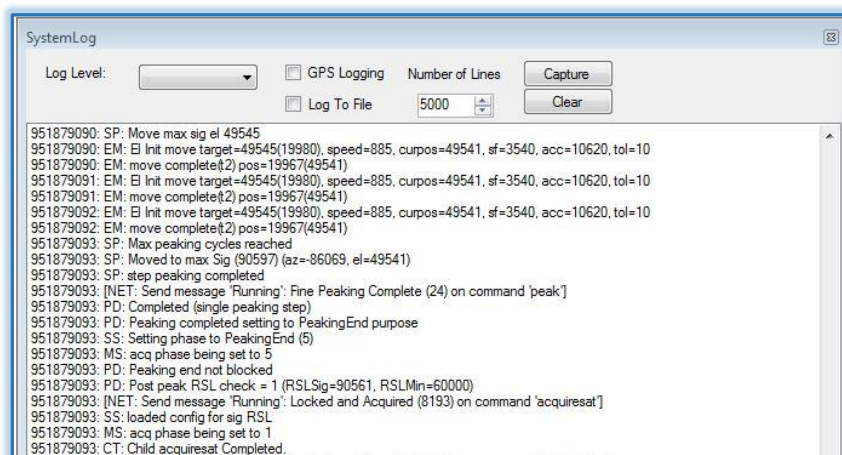 SystemLog
Log Level:
GPS Logging
Number of Lines
Capture
Log To File
5000
Clear
951879090: SP: Move max sig el 49545
951879090: EM: El Init move target=49545(19980), speed=885, curpos=49541, sf=3540, acc=10620, tol=10
951879090: EM: move complete(t2) pos=19967(49541)
951879091: EM: El Init move target=49545(19980), speed=885, curpos=49541, sf=3540, acc=10620, tol=10
951879091: EM: move complete(t2) pos=19967(49541)
951879092: EM: El Init move target=49545(19980), speed=885, curpos=49541, sf=3540, acc=10620, tol=10
951879092: EM: move complete(t2) pos=19967(49541)
951879093: SP: Max peaking cycles reached
951879093: SP: Moved to max Sig (90597) (az=-86069, el=49541)
951879093: SP: step peaking completed
951879093: [NET: Send message 'Running': Fine Peaking Complete (24) on command 'peak']
951879093: PD: Completed (single peaking step)
951879093: PD: Peaking completed setting to PeakingEnd purpose
951879093: SS: Setting phase to PeakingEnd (5)
951879093: MS: acq phase being set to 5
951879093: PD: Peaking end not blocked
951879093: PD: Post peak RSL check = 1 (RSLSig=90561, RSLMin=60000)
951879093: [NET: Send message 'Running': Locked and Acquired (8193) on command 'acquiresat']
951879093: SS: loaded config for sig RSL
951879093: MS: acq phase being set to 1
951879093: CT: Child acquiresat Completed.